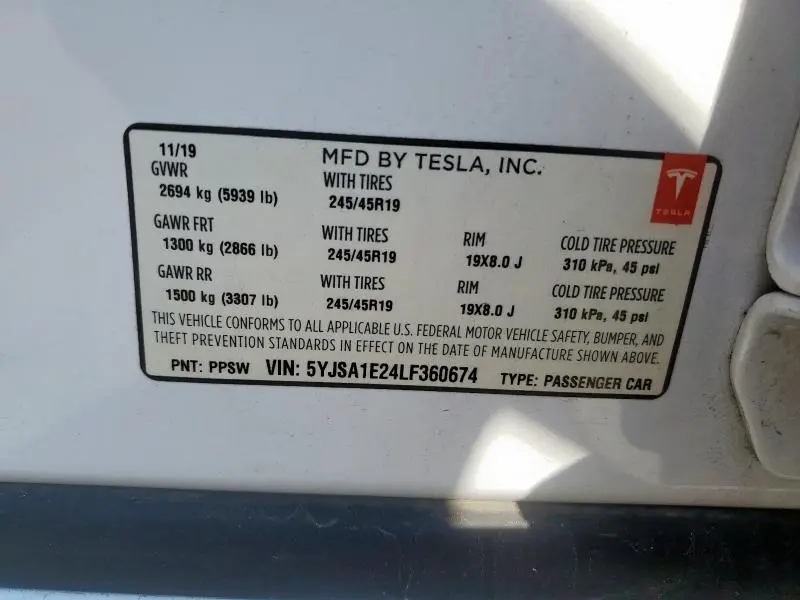 11/19 MFD BY TESLA, INC.
GVWR WITH TIRES
2694 kg (5939 lb) 245/45R19
TESLA
GAWR FRT WITH TIRES RIM COLD TIRE PRESSURE
1300 kg (2866 lb) 245/45R19 19X8.0 J 310 kPa, 45 psi
GAWR RR WITH TIRES RIM COLD TIRE PRESSURE
1500 kg (3307 lb) 245/45R19 19X8.0 J 310 kPa, 45 psi
THIS VEHICLE CONFORMS TO ALL APPLICABLE U.S. FEDERAL MOTOR VEHICLE SAFETY, BUMPER, AND
THEFT PREVENTION STANDARDS IN EFFECT ON THE DATE OF MANUFACTURE SHOWN ABOVE.
PNT: PPSW VIN: 5YJSA1E24LF360674 TYPE: PASSENGER CAR